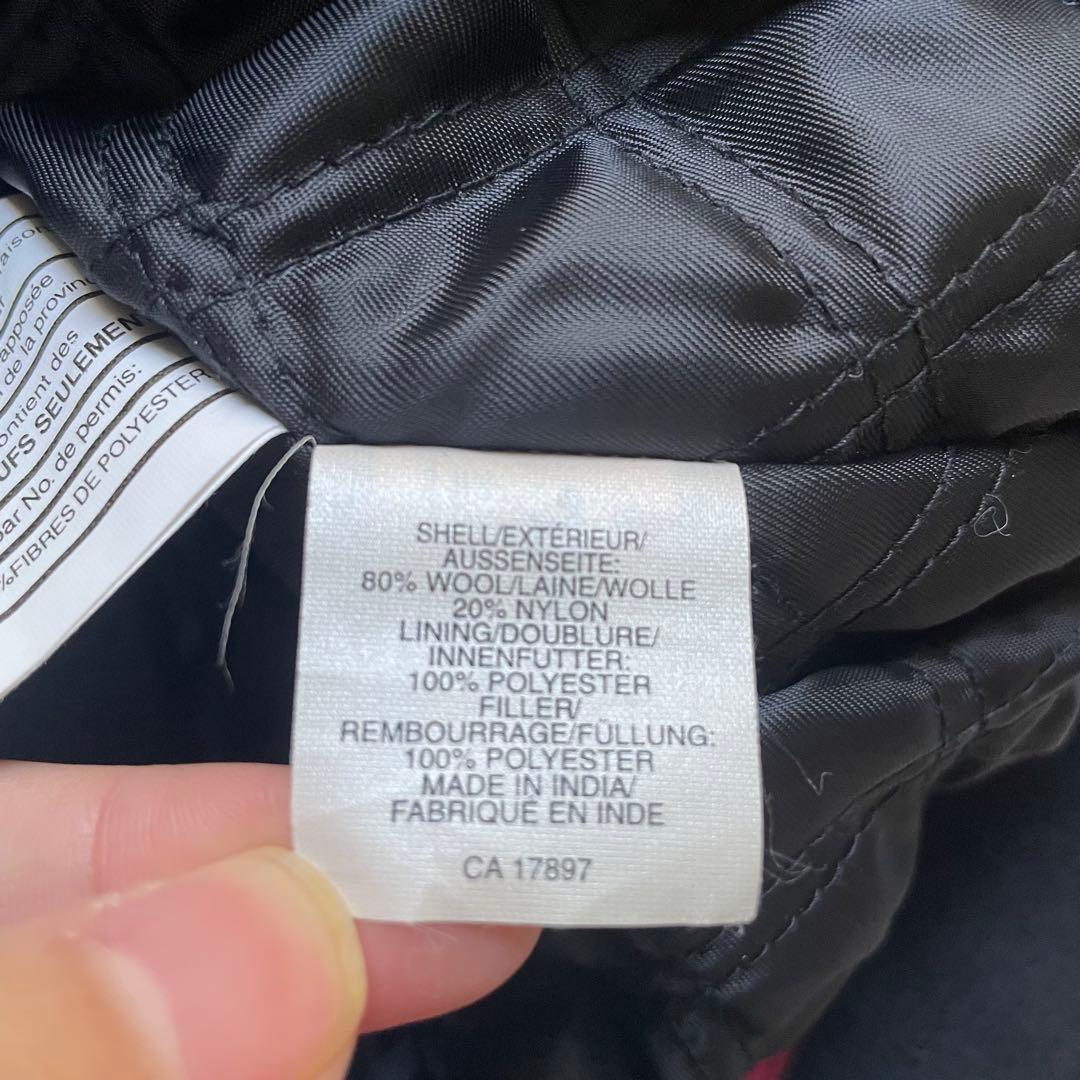 apposée
de la provinc
contient des
UFS SEULEMEN
par No. de permis:
%FIBRES DE POLYESTER
SHELL/EXTÉRIEUR/
AUSSENSEITE:
80% WOOL/LAINE/WOLLE
20% NYLON
LINING/DOUBLURE/
INNENFUTTER:
100% POLYESTER
FILLER/
REMBOURRAGE/FÜLLUNG:
100% POLYESTER
MADE IN INDIA/
FABRIQUÉ EN INDE
CA 17897